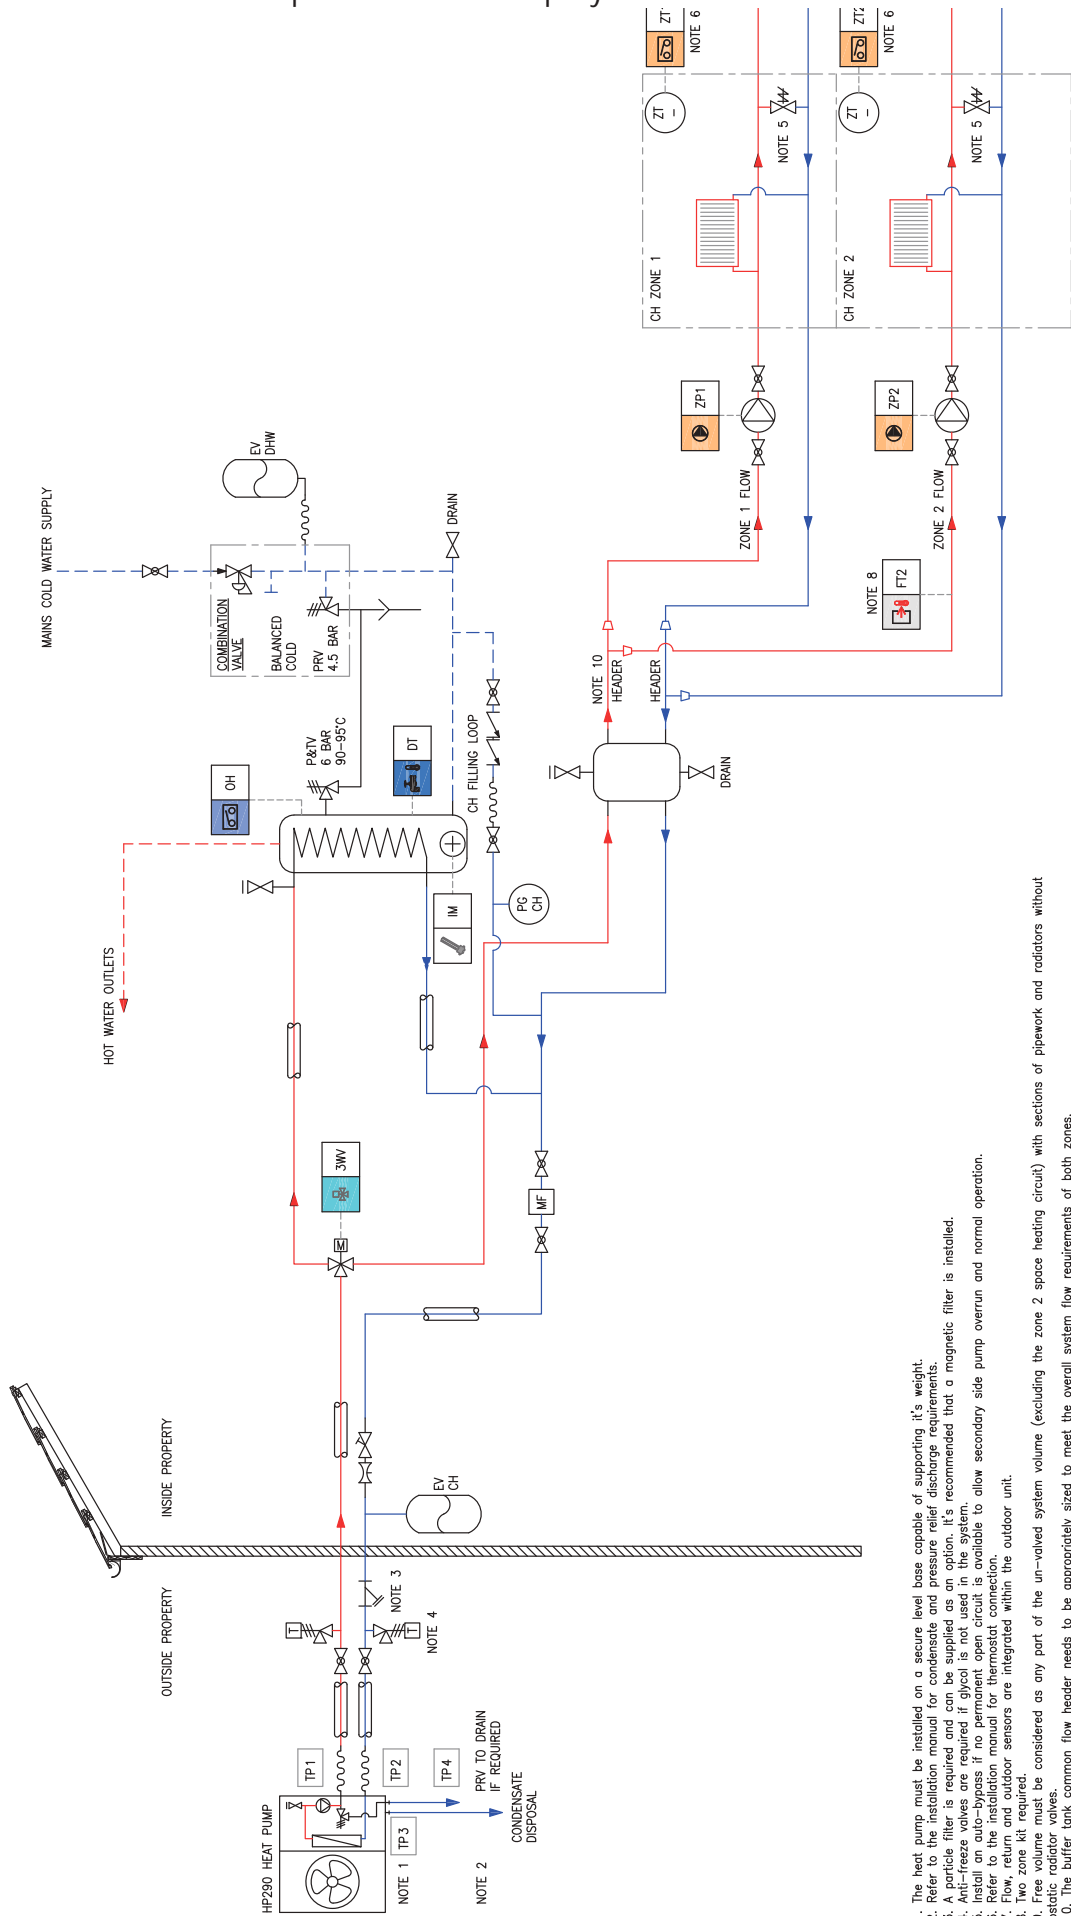 MAINS COLD WATER SUPPLY
HOT WATER OUTLETS
COMBINATION
VALVE
BALANCED
COLD
PRV
4.5 BAR
EV
DHW
DRAIN
P&TV
6 BAR
90-95°C
OH
DT
IM
CH FILLING LOOP
PG
CH
3WV
M
MF
INSIDE PROPERTY
OUTSIDE PROPERTY
EV
CH
NOTE 3
NOTE 4
T
T
HP290 HEAT PUMP
TP1
TP2
TP3
TP4
NOTE 1
NOTE 2
PRV TO DRAIN
IF REQUIRED
CONDENSATE
DISPOSAL
NOTE 10
HEADER
HEADER
DRAIN
ZONE 1 FLOW
ZONE 2 FLOW
NOTE 8
FT2
ZP1
ZP2
CH ZONE 1
CH ZONE 2
NOTE 5
NOTE 5
ZT
ZT
NOTE 6
NOTE 6
ZT2
. The heat pump must be installed on a secure level base capable of supporting it's weight.
. Refer to the installation manual for condensate and pressure relief discharge requirements.
. A particle filter is required and can be supplied as an option. It's recommended that a magnetic filter is installed.
. Anti-freeze valves are required if glycol is not used in the system.
. Install an auto-bypass if no permanent open circuit is available to allow secondary side pump overrun and normal operation.
. Refer to the installation manual for thermostat connection.
. Flow, return and outdoor sensors are integrated within the outdoor unit.
. Two zone kit required.
. Free volume must be considered as any part of the un-valved system volume (excluding the zone 2 space heating circuit) with sections of pipework and radiators without
static radiator valves.
0. The buffer tank common flow header needs to be appropriately sized to meet the overall system flow requirements of both zones.